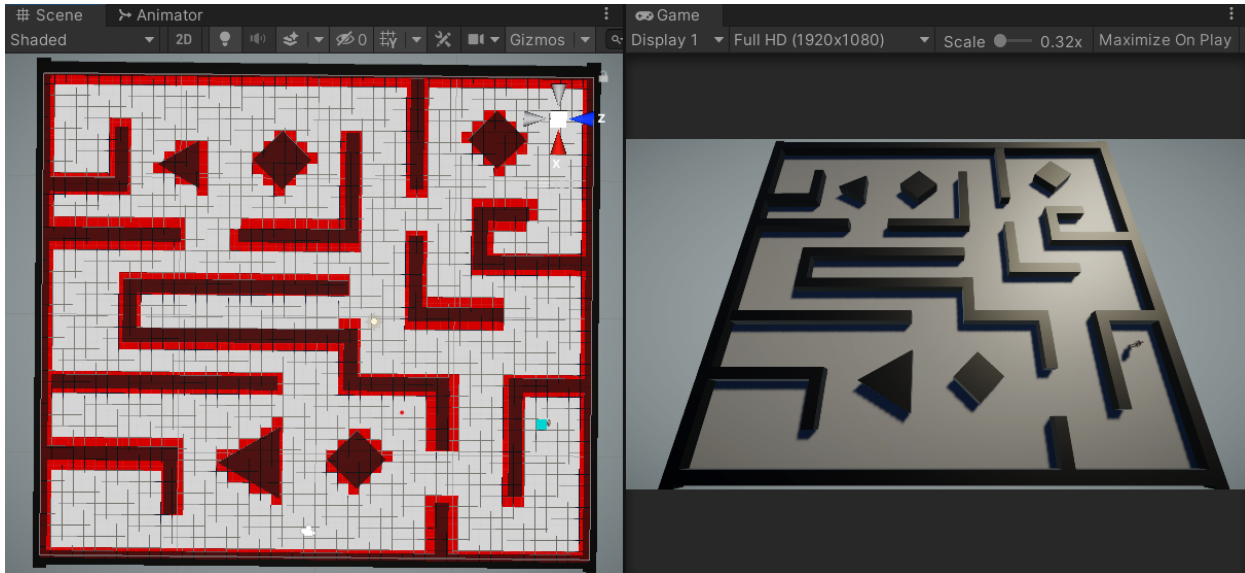 Scene Animator
Shaded 2D 0 Gizmos
z
x
Game
Display 1 Full HD (1920x1080) Scale 0.32x Maximize On Play